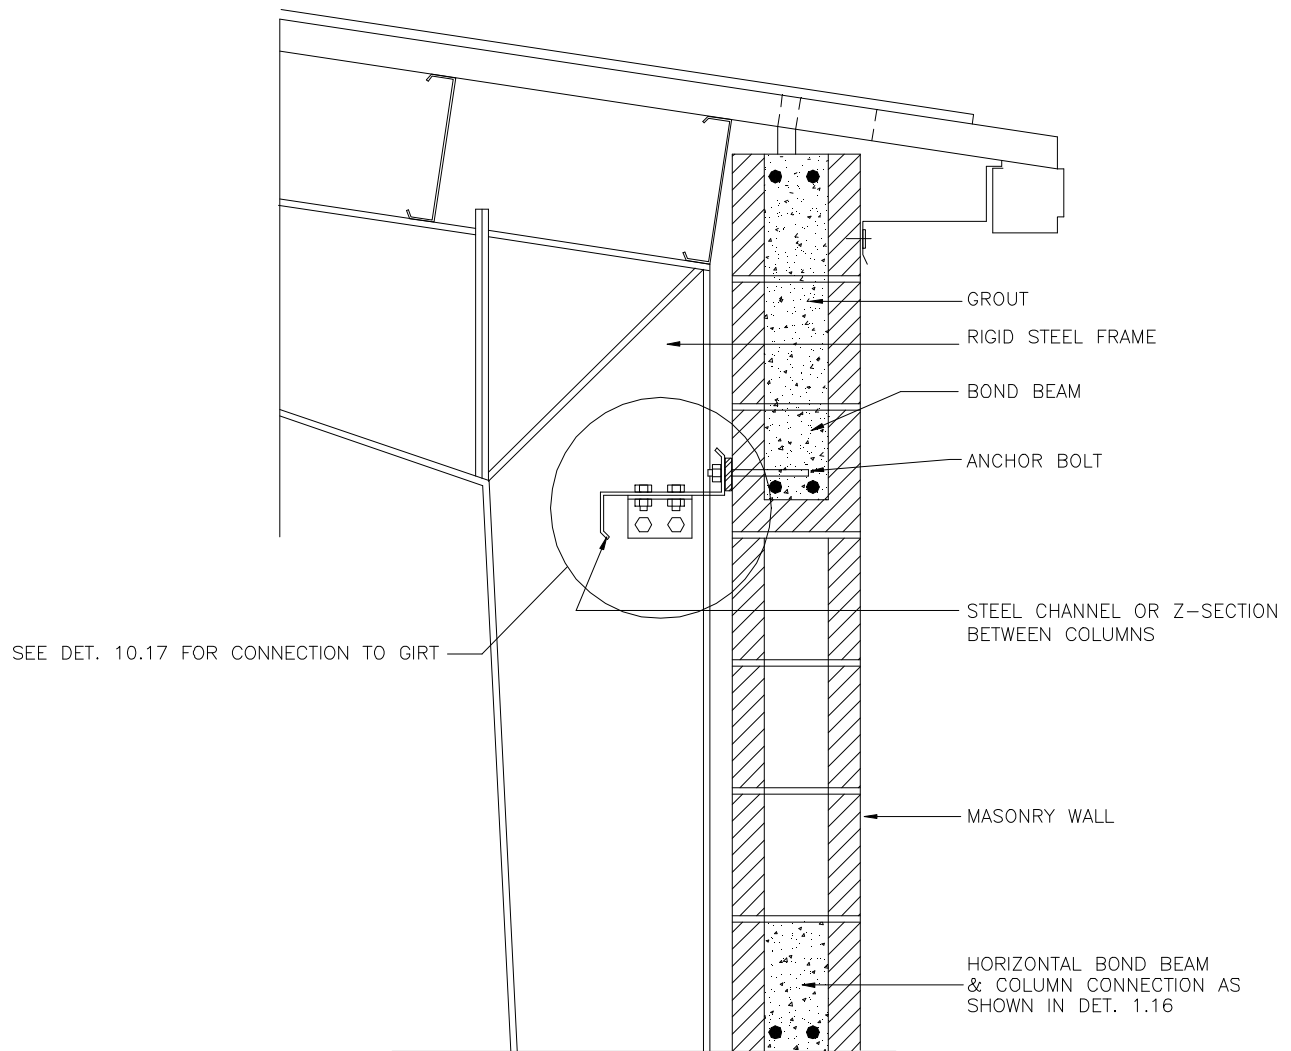 GROUT
RIGID STEEL FRAME
BOND BEAM
ANCHOR BOLT
STEEL CHANNEL OR Z-SECTION
BETWEEN COLUMNS
SEE DET. 10.17 FOR CONNECTION TO GIRT
MASONRY WALL
HORIZONTAL BOND BEAM
& COLUMN CONNECTION AS
SHOWN IN DET. 1.16